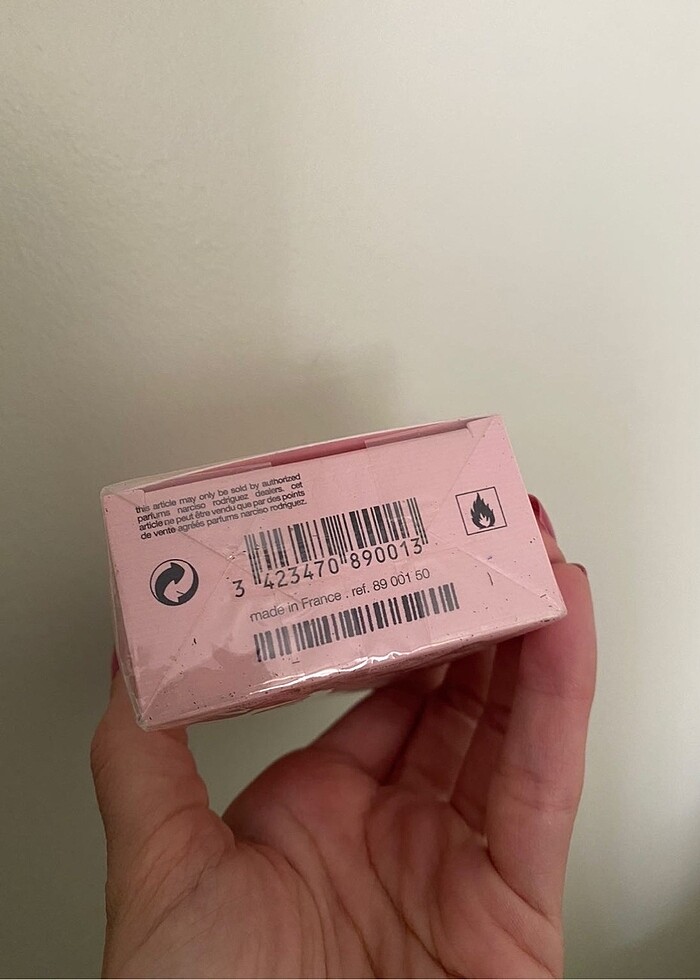 this article may only be sold by authorized
parfums narciso rodriguez dealers. cet
article ne peut être vendu que par des points
de vente agréés parfums narciso rodriguez.
3 423470 890013
made in France . ref. 89 001 50